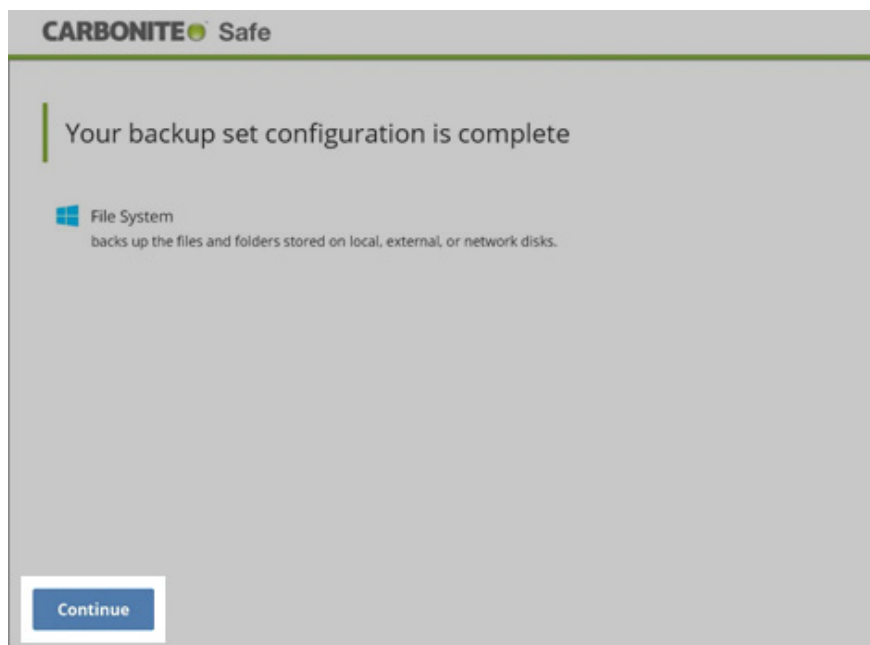 CARBONITE Safe
Your backup set configuration is complete
File System
backs up the files and folders stored on local, external, or network disks.
Continue